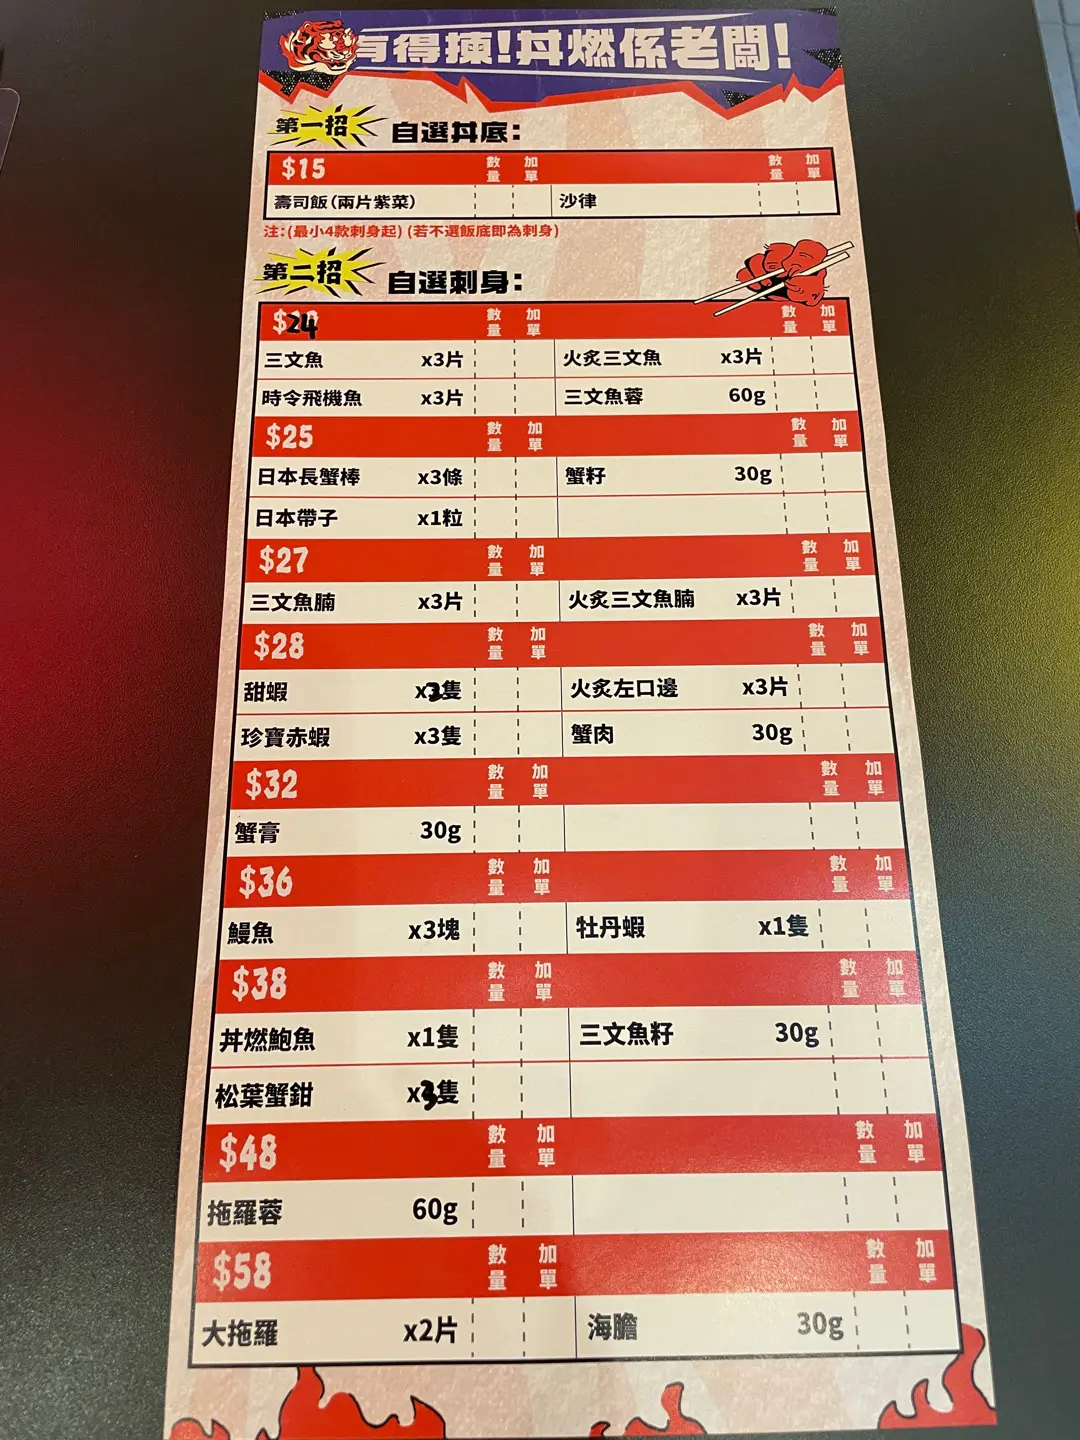 有得揀!丼燃係老闆!
第一招 自選丼底：
$15 數量 加單 數量 加單
壽司飯(兩片紫菜) 沙律
注:(最小4款刺身起) (若不選飯底即為刺身)
第二招 自選刺身：
$24 數量 加單 數量 加單
三文魚 x3片 火炙三文魚 x3片
時令飛機魚 x3片 三文魚蓉 60g
$25 數量 加單 數量 加單
日本長蟹棒 x3條 蟹籽 30g
日本帶子 x1粒
$27 數量 加單 數量 加單
三文魚腩 x3片 火炙三文魚腩 x3片
$28 數量 加單 數量 加單
甜蝦 x隻 火炙左口邊 x3片
珍寶赤蝦 x3隻 蟹肉 30g
$32 數量 加單 數量 加單
蟹膏 30g
$36 數量 加單 數量 加單
鰻魚 x3塊 牡丹蝦 x1隻
$38 數量 加單 數量 加單
丼燃鮑魚 x1隻 三文魚籽 30g
松葉蟹鉗 x3隻
$48 數量 加單 數量 加單
拖羅蓉 60g
$58 數量 加單 數量 加單
大拖羅 x2片 海膽 30g